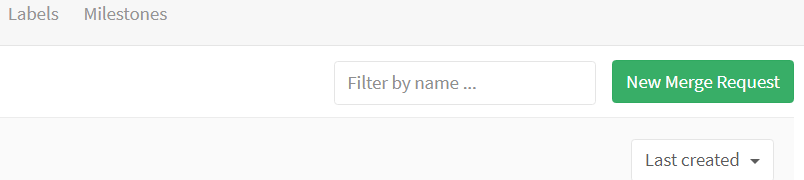 Labels Milestones
Filter by name ... New Merge Request
Last created